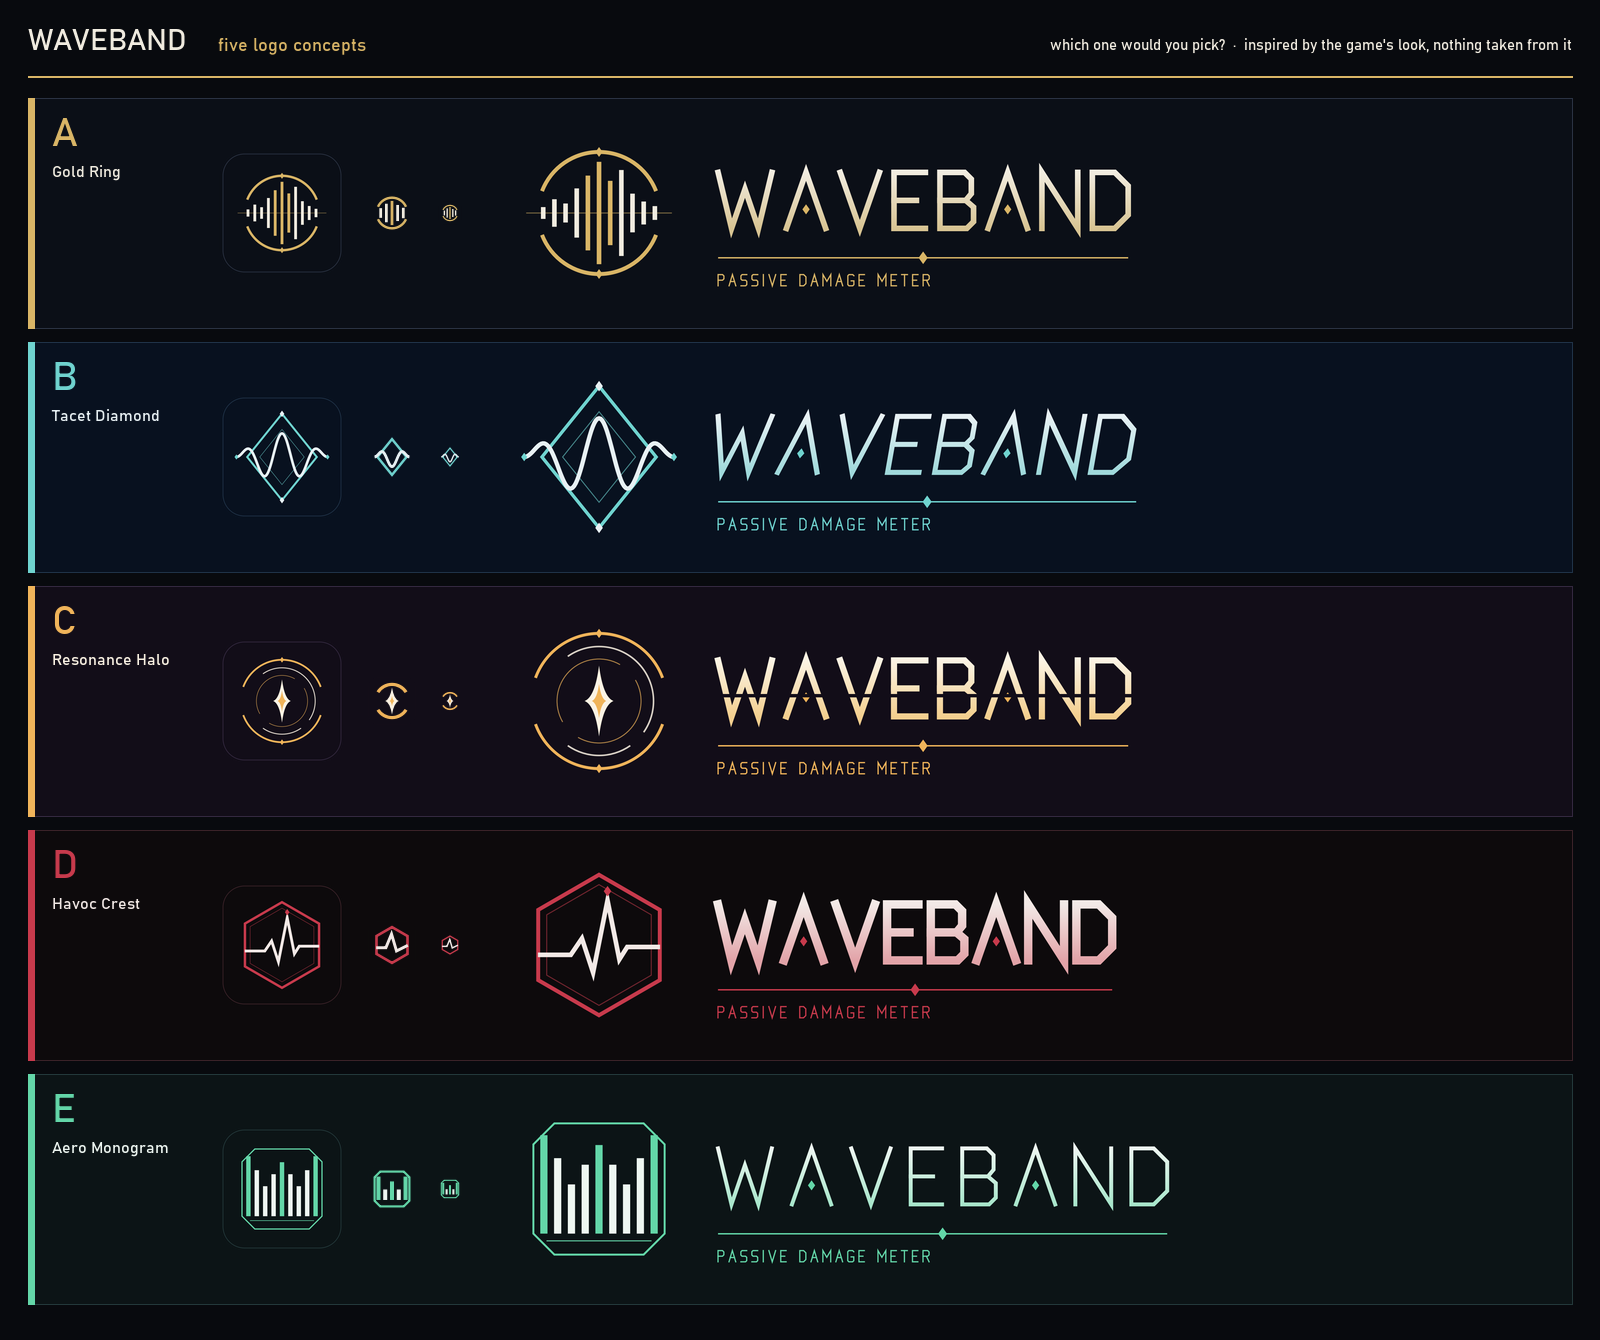 WAVEBAND five logo concepts which one would you pick? · inspired by the game's look, nothing taken from it
A
Gold Ring
WAVEBAND
PASSIVE DAMAGE METER
B
Tacet Diamond
WAVEBAND
PASSIVE DAMAGE METER
C
Resonance Halo
WAVEBAND
PASSIVE DAMAGE METER
D
Havoc Crest
WAVEBAND
PASSIVE DAMAGE METER
E
Aero Monogram
WAVEBAND
PASSIVE DAMAGE METER